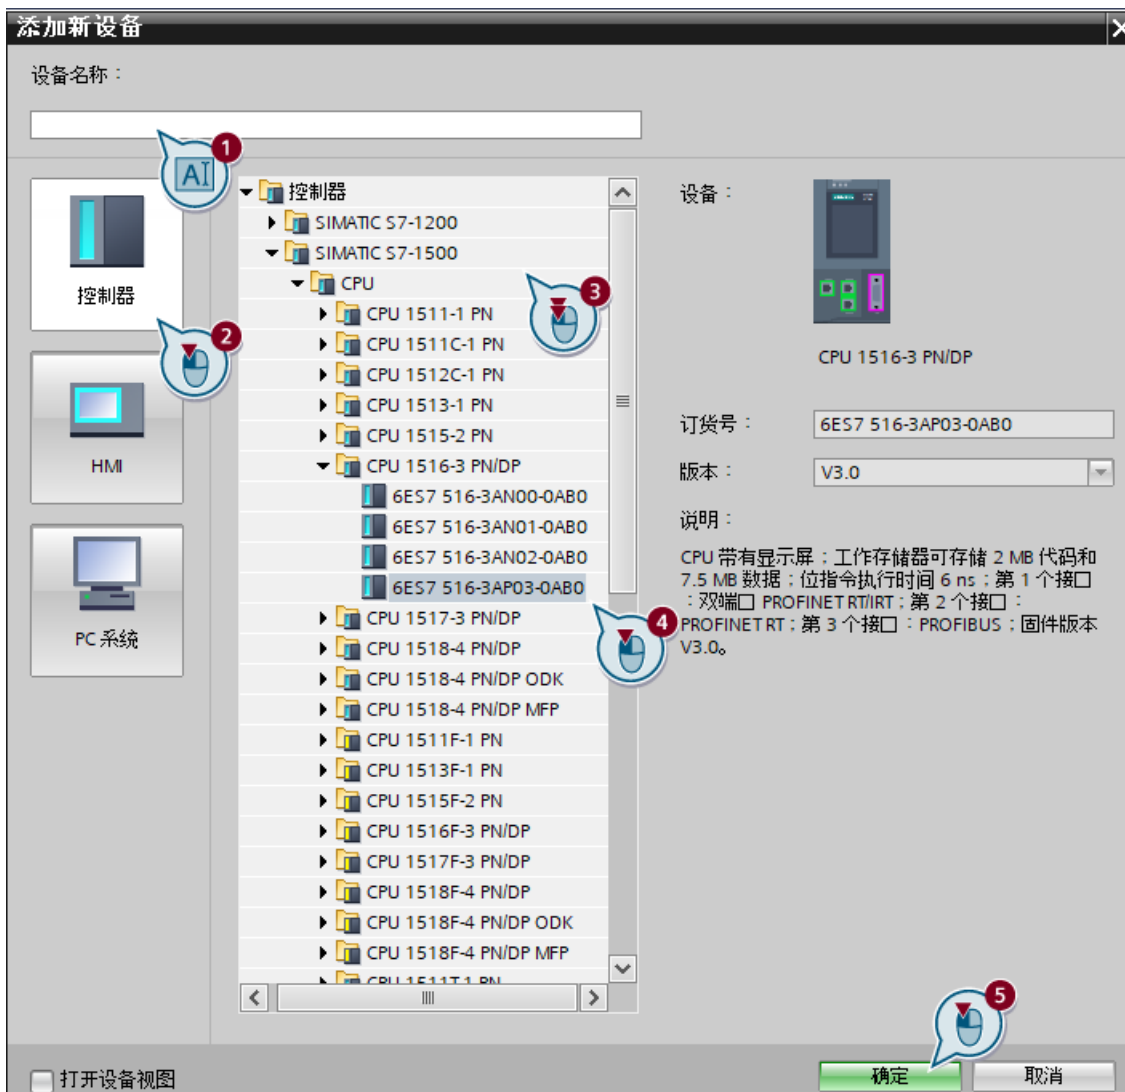 添加新设备
设备名称：
1
AI
控制器
2
HMI
PC 系统
控制器
SIMATIC S7-1200
SIMATIC S7-1500
CPU
3
CPU 1511-1 PN
CPU 1511C-1 PN
CPU 1512C-1 PN
CPU 1513-1 PN
CPU 1515-2 PN
CPU 1516-3 PN/DP
6ES7 516-3AN00-0AB0
6ES7 516-3AN01-0AB0
6ES7 516-3AN02-0AB0
6ES7 516-3AP03-0AB0
4
CPU 1517-3 PN/DP
CPU 1518-4 PN/DP
CPU 1518-4 PN/DP ODK
CPU 1518-4 PN/DP MFP
CPU 1511F-1 PN
CPU 1513F-1 PN
CPU 1515F-2 PN
CPU 1516F-3 PN/DP
CPU 1517F-3 PN/DP
CPU 1518F-4 PN/DP
CPU 1518F-4 PN/DP ODK
CPU 1518F-4 PN/DP MFP
CPU 1511T-1 PN
设备：
CPU 1516-3 PN/DP
订货号：
6ES7 516-3AP03-0AB0
版本：
V3.0
说明：
CPU 带有显示屏；工作存储器可存储 2 MB 代码和
7.5 MB 数据；位指令执行时间 6 ns；第 1 个接口
：双端口 PROFINET RT/IRT；第 2 个接口：
PROFINET RT；第 3 个接口：PROFIBUS；固件版本
V3.0。
5
打开设备视图
确定
取消